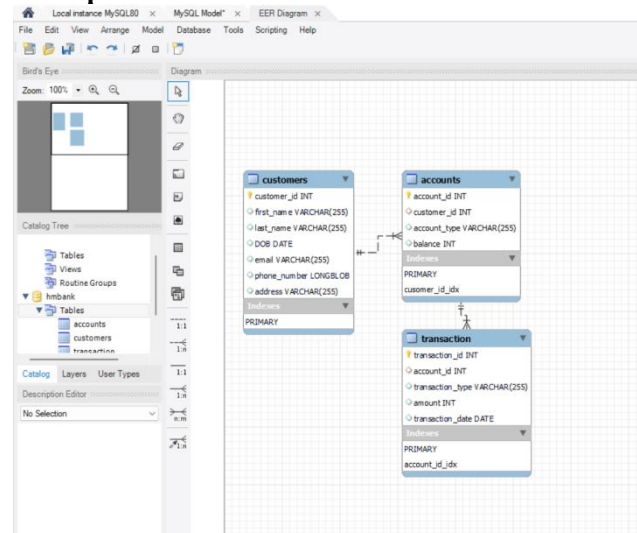 Local instance MySQL80 × MySQL Model* × EER Diagram ×
File Edit View Arrange Model Database Tools Scripting Help
Bird's Eye
Zoom: 100%
Diagram
Catalog Tree
Tables
Views
Routine Groups
hmbank
Tables
accounts
customers
transaction
Catalog Layers User Types
Description Editor
No Selection
1:1
1:n
1:1
1:n
n:m
1:n
customers
customer_id INT
first_name VARCHAR(255)
last_name VARCHAR(255)
DOB DATE
email VARCHAR(255)
phone_number LONGBLOB
address VARCHAR(255)
Indexes
PRIMARY
accounts
account_id INT
customer_id INT
account_type VARCHAR(255)
balance INT
Indexes
PRIMARY
cusomer_id_idx
transaction
transaction_id INT
account_id INT
transaction_type VARCHAR(255)
amount INT
transaction_date DATE
Indexes
PRIMARY
account_id_idx